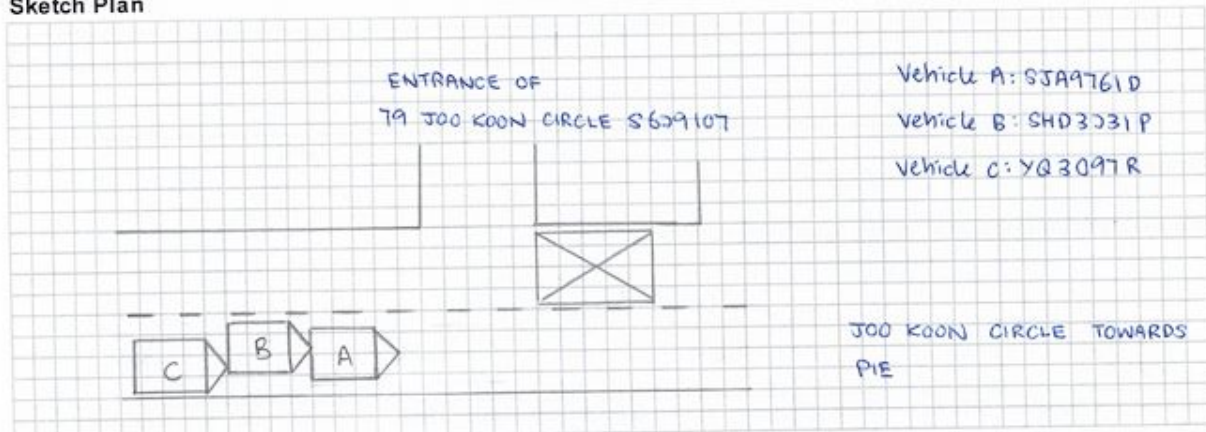 Sketch Plan
ENTRANCE OF
79 JOO KOON CIRCLE S629107
Vehicle A: SJA9761D
Vehicle B: SHD3231P
Vehicle C: YQ3097R
C B A
JOO KOON CIRCLE TOWARDS
PIE